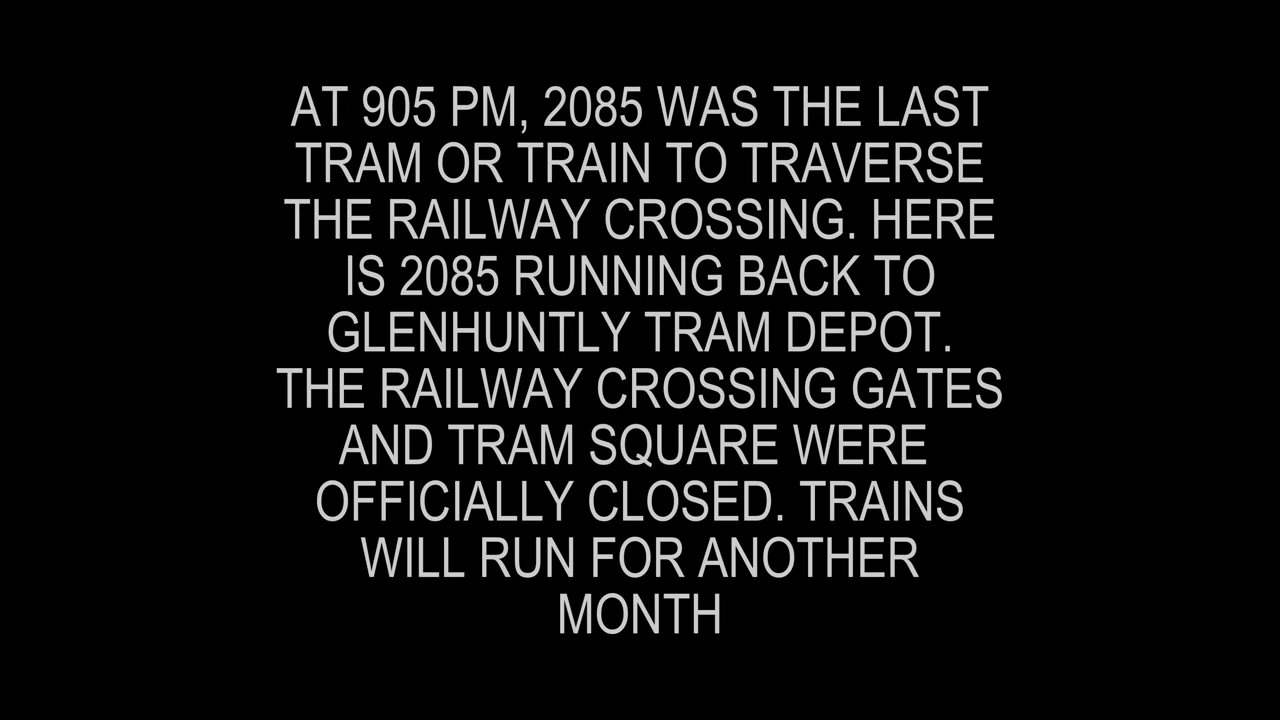 AT 905 PM, 2085 WAS THE LAST
TRAM OR TRAIN TO TRAVERSE
THE RAILWAY CROSSING. HERE
IS 2085 RUNNING BACK TO
GLENHUNTLY TRAM DEPOT.
THE RAILWAY CROSSING GATES
AND TRAM SQUARE WERE
OFFICIALLY CLOSED. TRAINS
WILL RUN FOR ANOTHER
MONTH